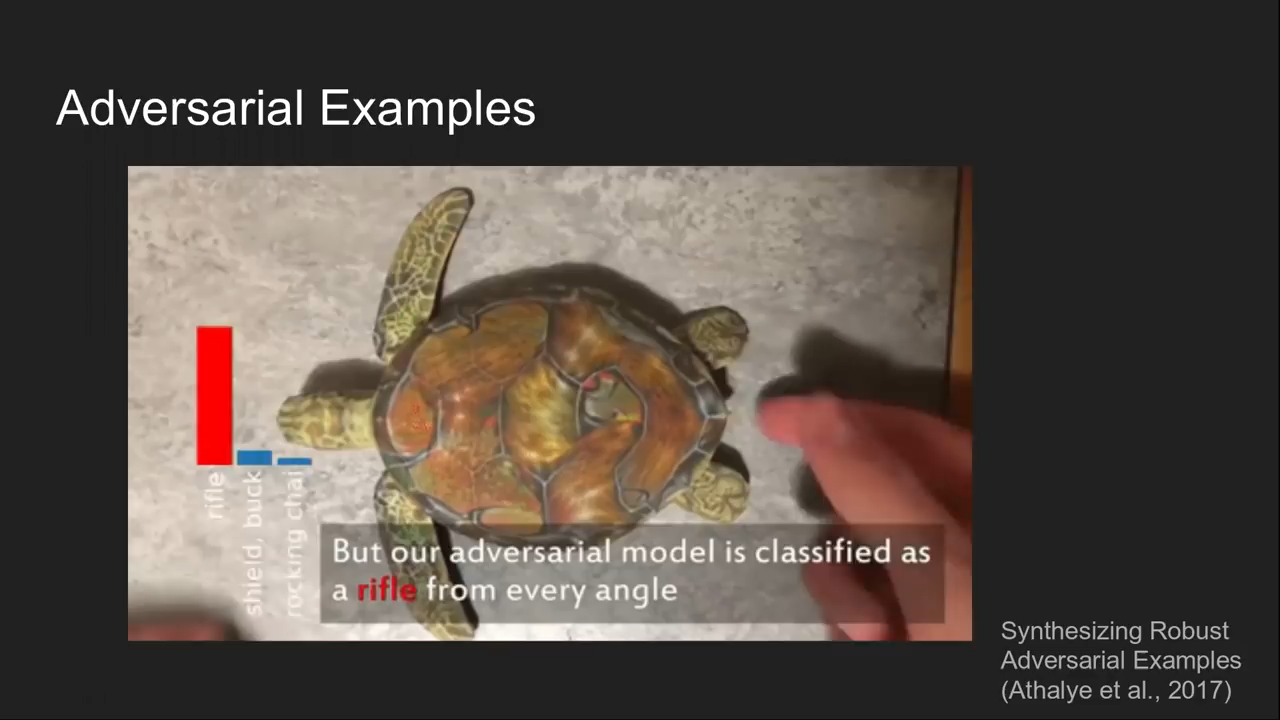 Adversarial Examples
rifle
shield, buck
rocking chai
But our adversarial model is classified as
a rifle from every angle
Synthesizing Robust
Adversarial Examples
(Athalye et al., 2017)